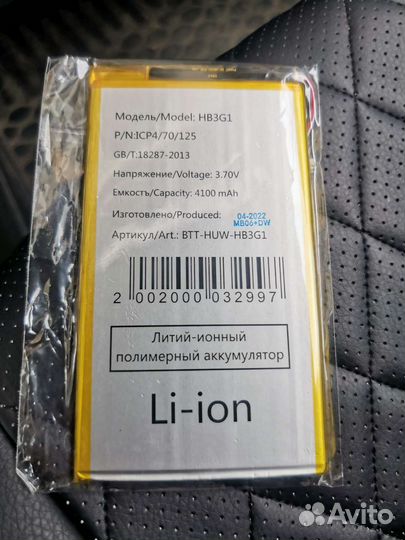 Модель/Model: HB3G1
P/N:ICP4/70/125
GB/T:18287-2013
Напряжение/Voltage: 3.70V
Емкость/Capacity: 4100 mAh
Изготовлено/Produced: 04-2022
MB06+DW
Артикул/Art.: BTT-HUW-HB3G1
2 002000 032997
Литий-ионный
полимерный аккумулятор
Li-ion
Avito